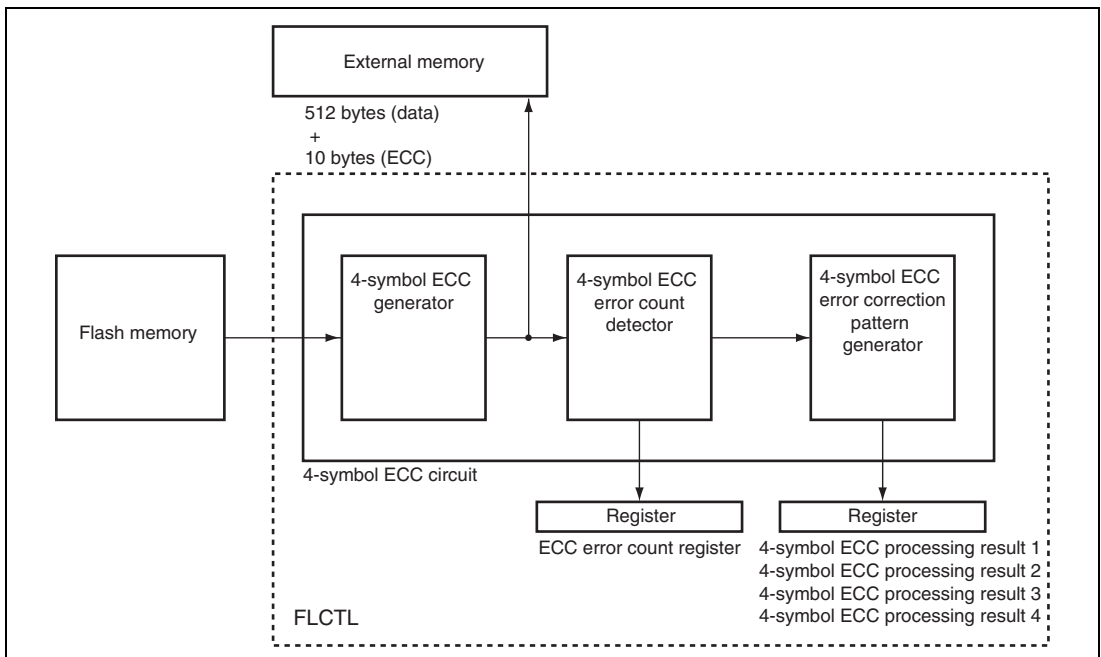 External memory
512 bytes (data)
+
10 bytes (ECC)
Flash memory
4-symbol ECC
generator
4-symbol ECC
error count
detector
4-symbol ECC
error correction
pattern
generator
4-symbol ECC circuit
Register
ECC error count register
Register
4-symbol ECC processing result 1
4-symbol ECC processing result 2
4-symbol ECC processing result 3
4-symbol ECC processing result 4
FLCTL